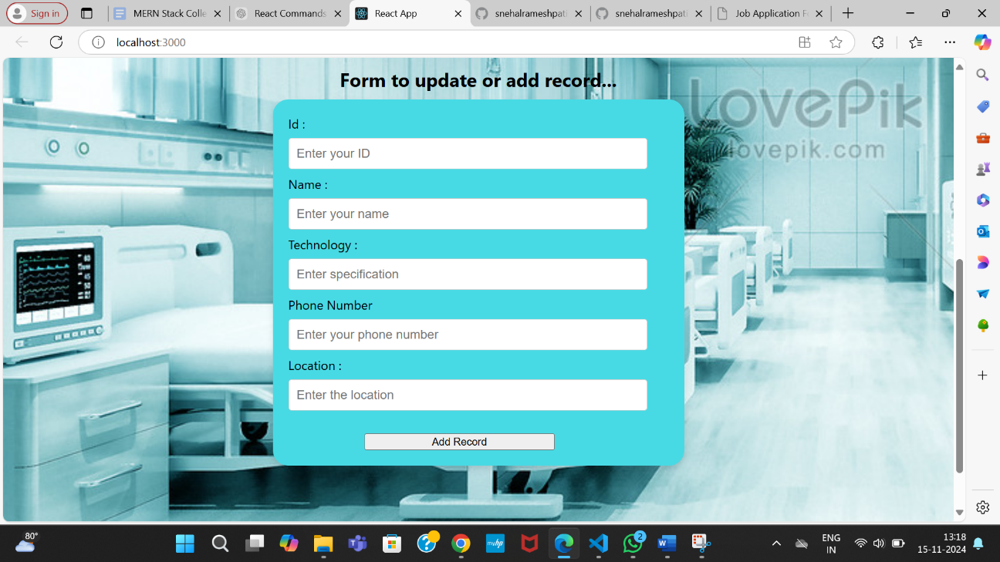 Sign in
MERN Stack Colle
React Commands
React App
snehalrameshpati
snehalrameshpati
Job Application F
localhost:3000
Form to update or add record...
LovePik
lovepik.com
Id :
Enter your ID
Name :
Enter your name
Technology :
Enter specification
Phone Number
Enter your phone number
Location :
Enter the location
Add Record
80°
myhp
2
ENG
IN
13:18
15-11-2024